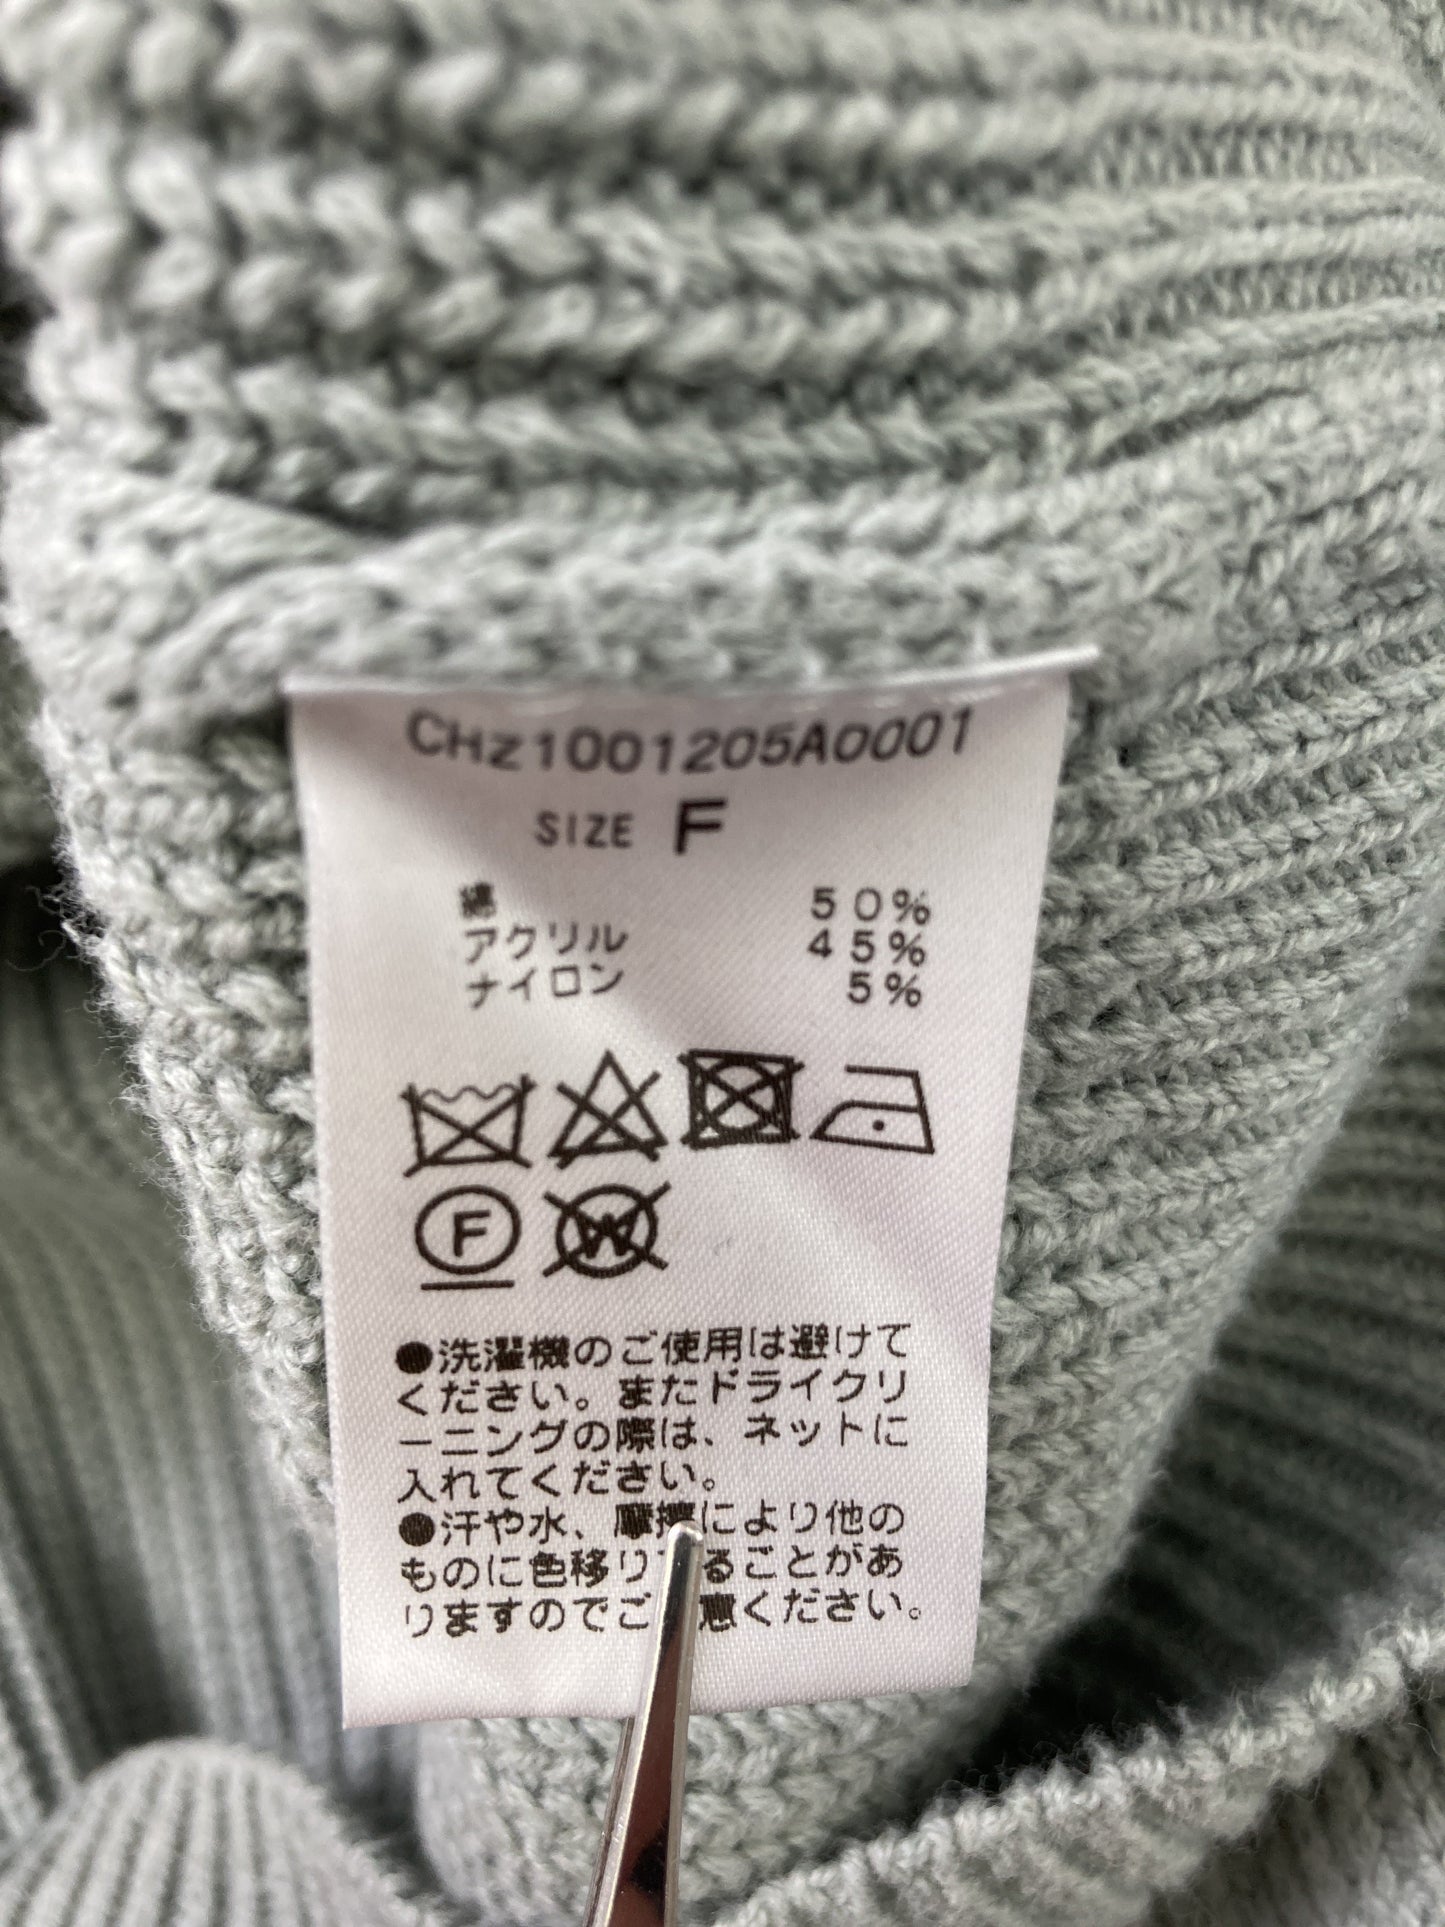 CHz1001205A0001
SIZE F
綿 50%
アクリル 45%
ナイロン 5%
F
W
●洗濯機のご使用は避けて
ください。またドライクリ
ーニングの際は、ネットに
入れてください。
●汗や水、摩擦により他の
ものに色移り ることがあ
りますのでご 意ください。